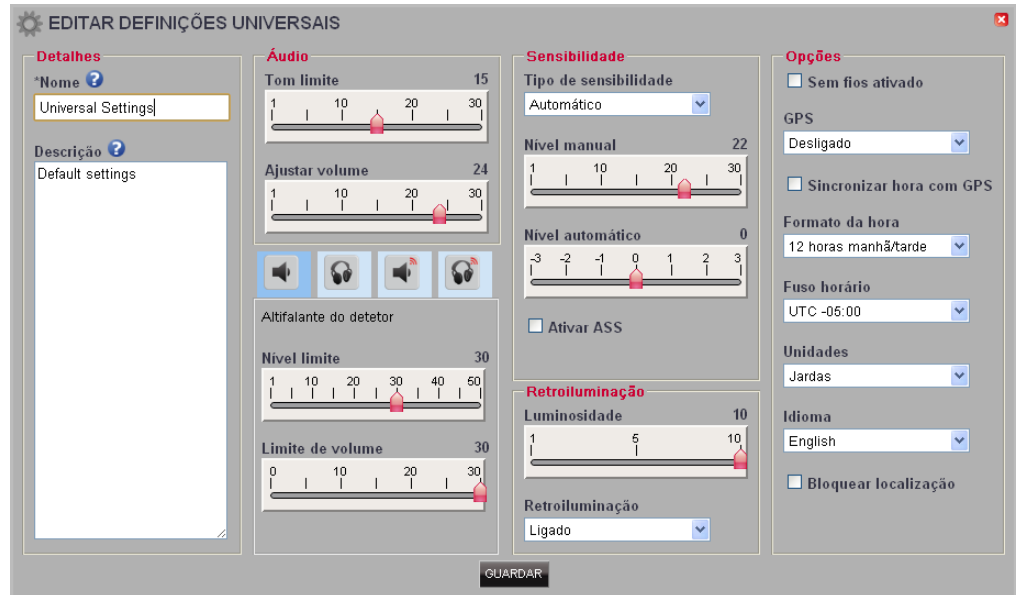 EDITAR DEFINIÇÕES UNIVERSAIS
Detalhes
*Nome ?
Universal Settings
Descrição ?
Default settings
Áudio
Tom limite 15
1 10 20 30
Ajustar volume 24
1 10 20 30
Altifalante do detetor
Nível limite 30
1 10 20 30 40 50
Limite de volume 30
0 10 20 30
Sensibilidade
Tipo de sensibilidade
Automático
Nível manual 22
1 10 20 30
Nível automático 0
-3 -2 -1 0 1 2 3
Ativar ASS
Retroiluminação
Luminosidade 10
1 5 10
Retroiluminação
Ligado
Opções
Sem fios ativado
GPS
Desligado
Sincronizar hora com GPS
Formato da hora
12 horas manhã/tarde
Fuso horário
UTC -05:00
Unidades
Jardas
Idioma
English
Bloquear localização
GUARDAR